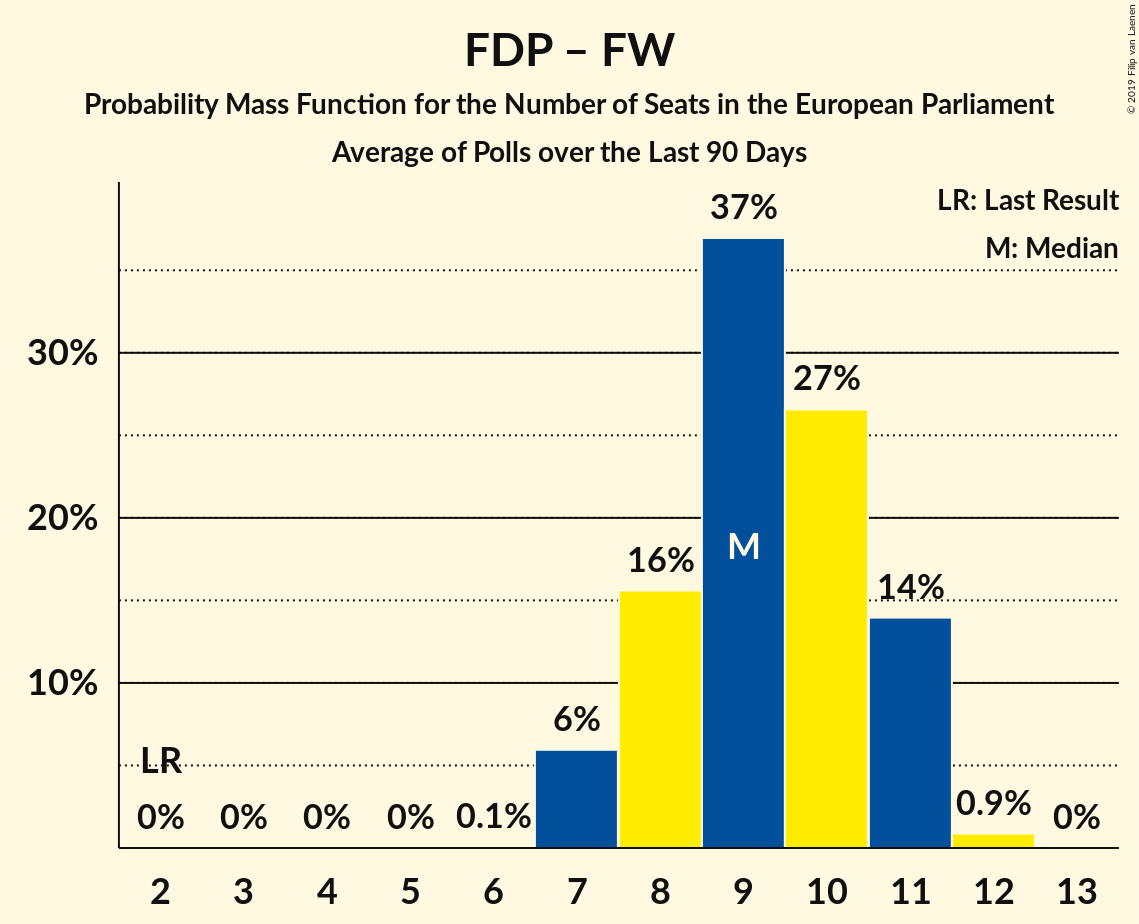 FDP – FW
Probability Mass Function for the Number of Seats in the European Parliament
Average of Polls over the Last 90 Days
© 2019 Filip van Laenen
LR: Last Result
M: Median
37%
30%
27%
20%
16%
M
14%
10%
6%
LR
0%
0%
0%
0%
0.1%
0.9%
0%
2 3 4 5 6 7 8 9 10 11 12 13